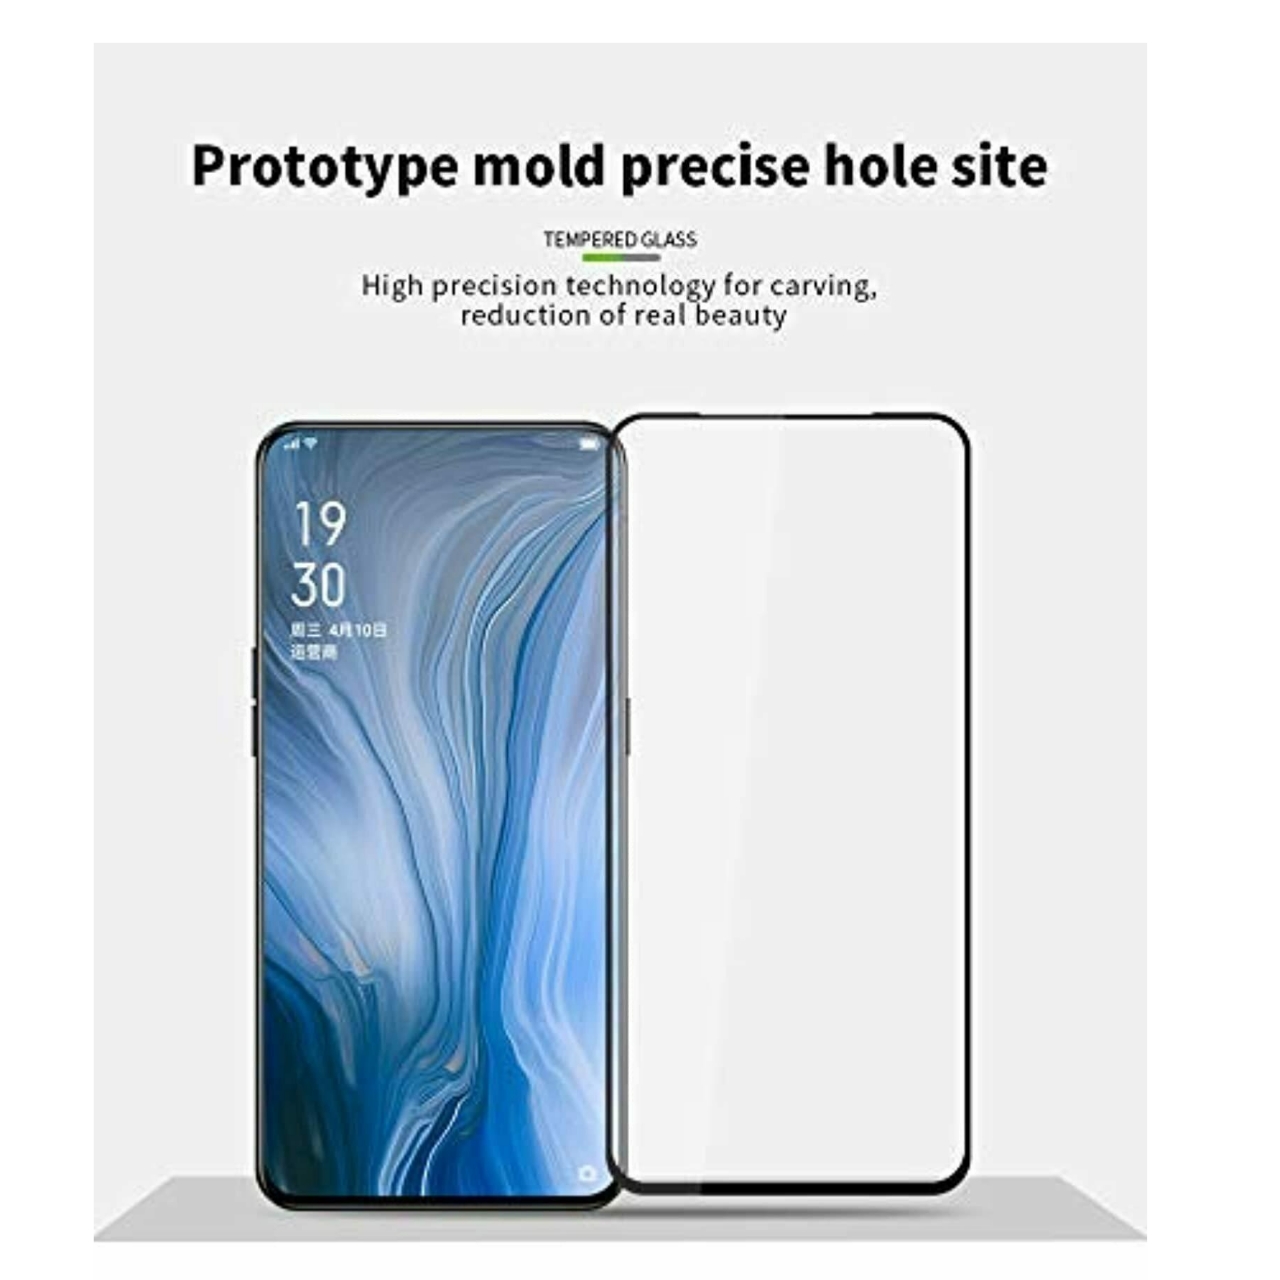 Prototype mold precise hole site
TEMPERED GLASS
High precision technology for carving,
reduction of real beauty
19
30
周三 4月10日
运营商